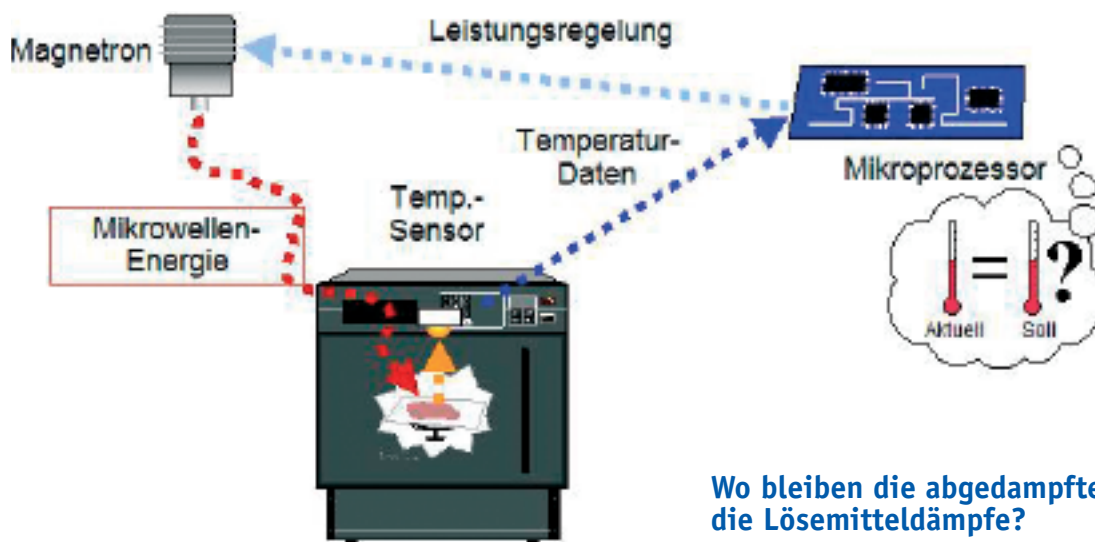 Leistungsregelung
Magnetron
Temperatur-
Daten
Mikroprozessor
Temp.-
Sensor
Mikrowellen-
Energie
Aktuell
Soll
=
?
Wo bleiben die abgedampfte
die Lösemitteldämpfe?